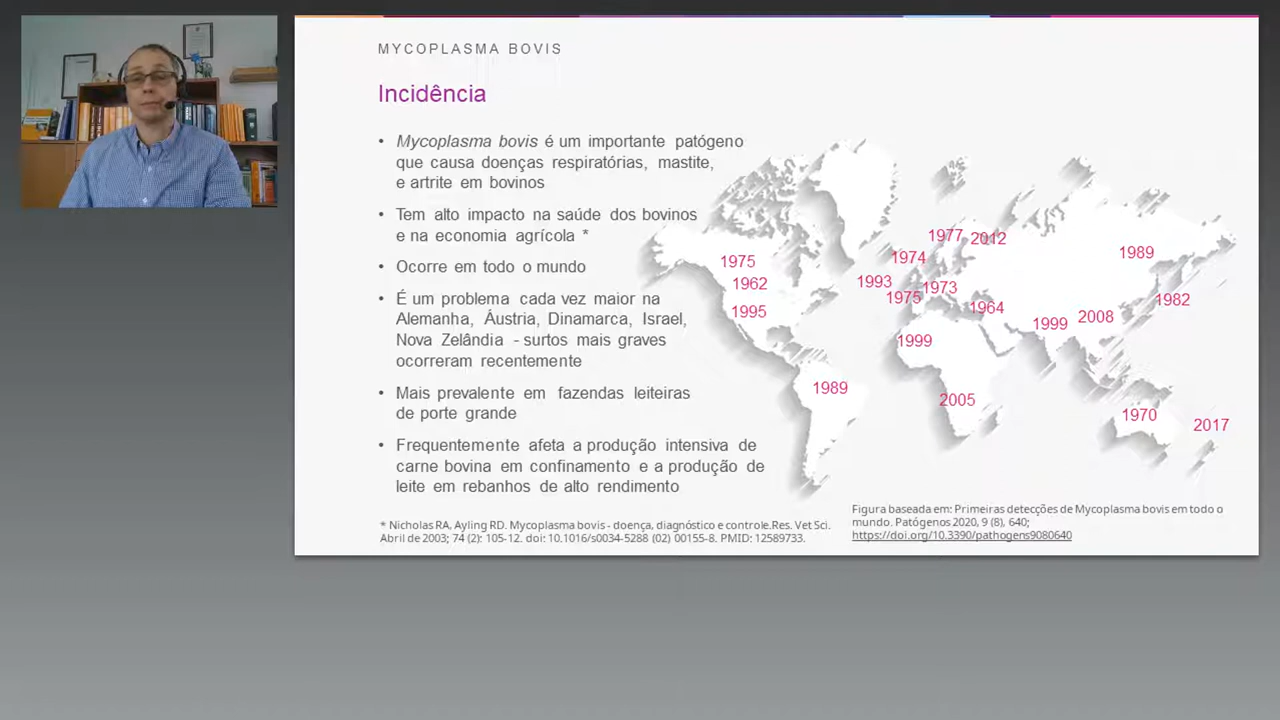 MYCOPLASMA BOVIS
Incidência
• Mycoplasma bovis é um importante patógeno
que causa doenças respiratórias, mastite,
e artrite em bovinos
• Tem alto impacto na saúde dos bovinos
e na economia agrícola *
• Ocorre em todo o mundo
• É um problema cada vez maior na
Alemanha, Áustria, Dinamarca, Israel,
Nova Zelândia - surtos mais graves
ocorreram recentemente
• Mais prevalente em fazendas leiteiras
de porte grande
• Frequentemente afeta a produção intensiva de
carne bovina em confinamento e a produção de
leite em rebanhos de alto rendimento
* Nicholas RA, Ayling RD. Mycoplasma bovis - doença, diagnóstico e controle.Res. Vet Sci.
Abril de 2003; 74 (2): 105-12. doi: 10.1016/s0034-5288 (02) 00155-8. PMID: 12589733.
1977
2012
1974
1989
1975
1962
1993
1973
1975
1982
1995
1964
2008
1999
1999
1989
2005
1970
2017
Figura baseada em: Primeiras detecções de Mycoplasma bovis em todo o
mundo. Patógenos 2020, 9 (8), 640;
https://doi.org/10.3390/pathogens9080640